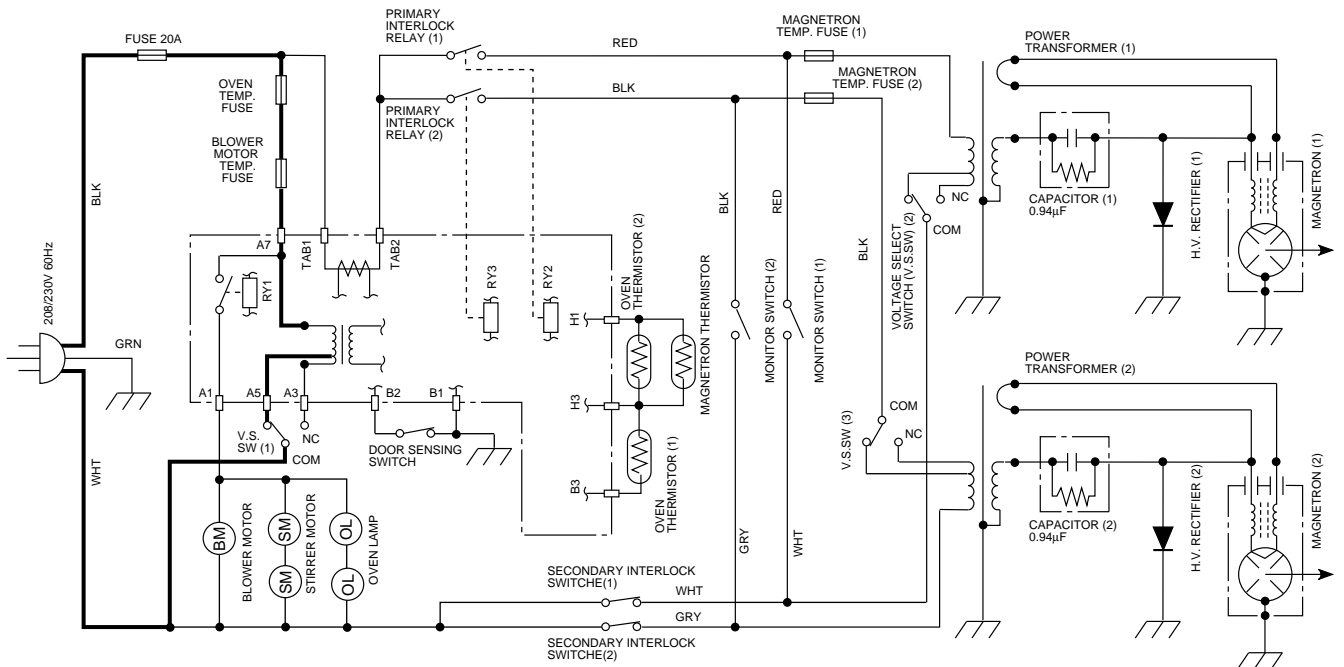 FUSE 20A
PRIMARY
INTERLOCK
RELAY (1)
RED
MAGNETRON
TEMP. FUSE (1)
POWER
TRANSFORMER (1)
OVEN
TEMP.
FUSE
MAGNETRON
TEMP. FUSE (2)
BLK
PRIMARY
INTERLOCK
RELAY (2)
BLOWER
MOTOR
TEMP.
FUSE
BLK
BLK
RED
NC
COM
CAPACITOR (1)
0.94µF
H.V. RECTIFIER (1)
MAGNETRON (1)
A7
TAB1
TAB2
RY1
RY3
RY2
OVEN
THERMISTOR (2)
MAGNETRON THERMISTOR
H1
MONITOR SWITCH (2)
MONITOR SWITCH (1)
BLK
VOLTAGE SELECT
SWITCH (V.S.SW) (2)
208/230V 60Hz
GRN
POWER
TRANSFORMER (2)
A1
A5
A3
B2
B1
H3
V.S.
SW (1)
NC
COM
DOOR SENSING
SWITCH
OVEN
THERMISTOR (1)
B3
V.S.SW (3)
COM
NC
CAPACITOR (2)
0.94µF
H.V. RECTIFIER (2)
MAGNETRON (2)
WHT
BM
BLOWER MOTOR
SM
SM
STIRRER MOTOR
OL
OL
OVEN LAMP
GRY
WHT
SECONDARY INTERLOCK
SWITCHE(1)
WHT
GRY
SECONDARY INTERLOCK
SWITCHE(2)